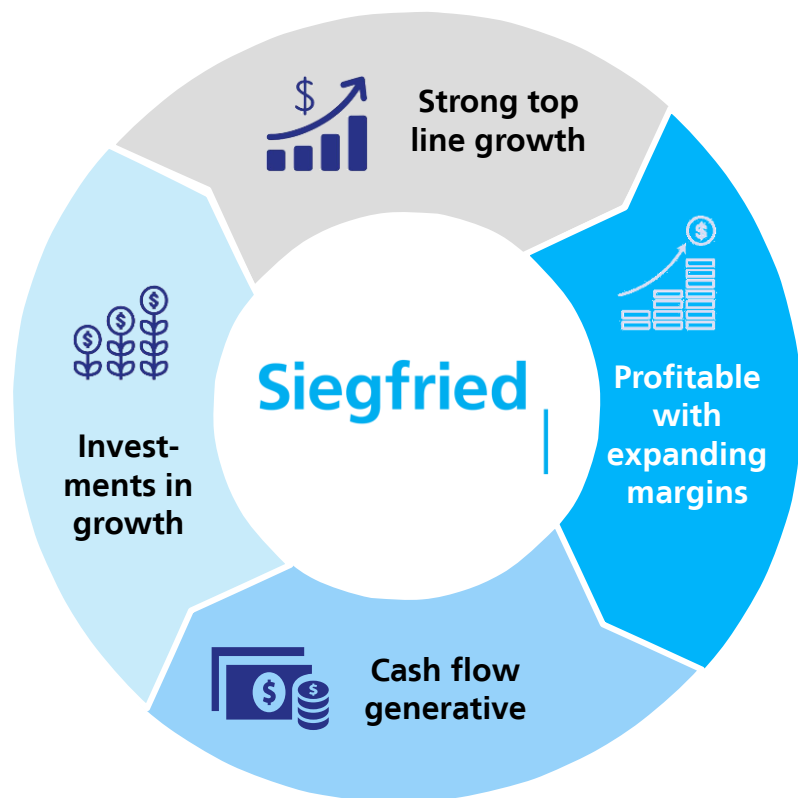 Strong top
line growth
Profitable
with
expanding
margins
Cash flow
generative
Invest-
ments in
growth
Siegfried